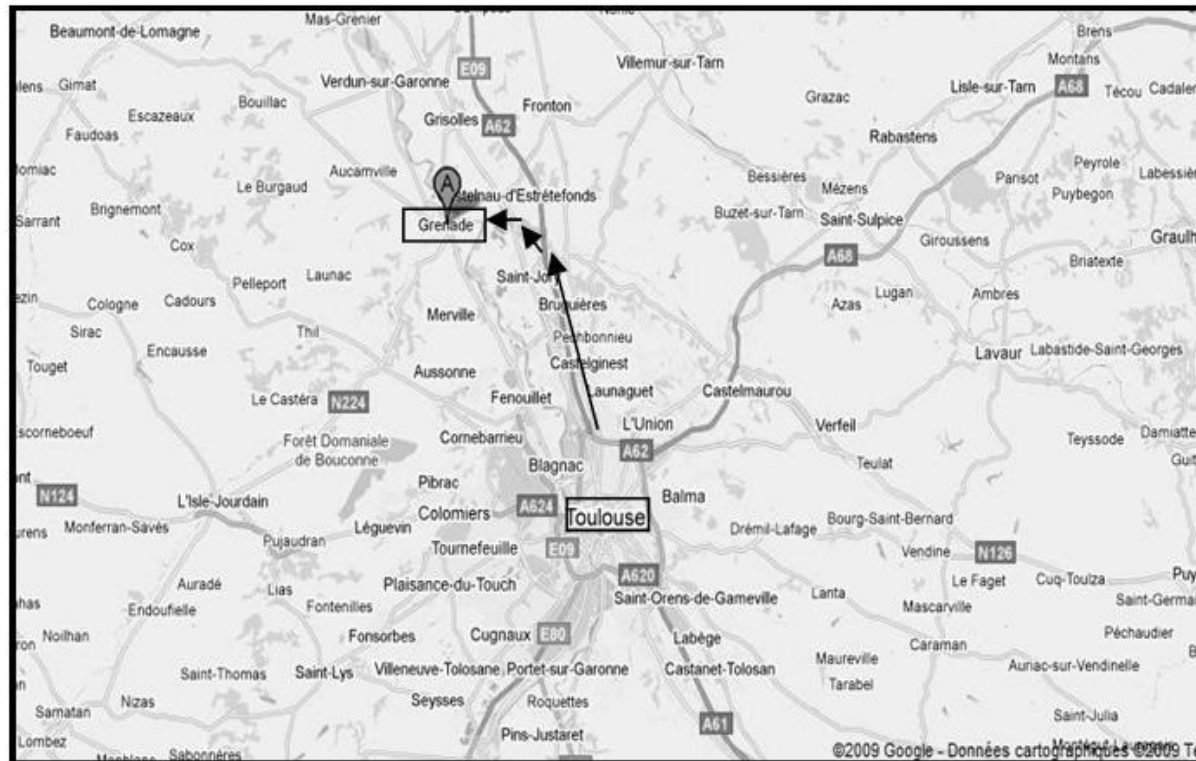 Mas-Grenier
Beaumont-de-Lomagne
Brens
Montans
Villemur-sur-Tarn
E09
Verdun-sur-Garonne
Gimat
Lisle-sur-Tarn
A68
Técou
Bouillac
Grazac
Fronton
Escazeaux
Grisolles
A62
Faudoas
Rabastens
Peyrole
Aucamville
Bessières
Parisot
Le Burgaud
A
Mézens
Puybegon
stelnau-d'Estrétefonds
Brignemont
Buzet-sur-Tarn
Saint-Sulpice
Sarrant
Grenade
Giroussens
Cox
A68
Briatexte
Launac
Saint-Jory
Pelleport
Lugan
Ambres
Cologne
Cadours
Bruguières
Azas
Merville
Sirac
Thil
Pechbonnieu
Encausse
Lavaur
Labastide-Saint-Georges
Touget
Castelginest
Aussonne
Launaguet
Castelmaurou
Le Castéra
N224
Fenouillet
L'Union
Verfeil
Cornebarrieu
Forêt Domaniale
de Bouconne
A62
Teyssode
Blagnac
Teulat
Pibrac
N124
L'Isle-Jourdain
A624
Balma
Colomiers
Toulouse
Monferran-Savés
Léguevin
Drémil-Lafage
Bourg-Saint-Bernard
Pujaudran
Tournefeuille
E09
Vendine
N126
A620
Auradé
Lias
Plaisance-du-Touch
Le Faget
Cuq-Toulza
Saint-Orens-de-Gameville
Lanta
Endoufielle
Fontenilles
Mascarville
Noilhan
Fonsorbes
Cugnaux
E80
Labège
Caraman
Péchaudier
Saint-Thomas
Saint-Lys
Villeneuve-Tolosane
Portet-sur-Garonne
Castanet-Tolosan
Maureville
Auriac-sur-Vendinelle
Tarabel
Nizas
Seysses
Roquettes
Samatan
A61
Saint-Julia
Lombez
Pins-Justaret
Sabonnères
©2009 Google - Données cartographiques ©2009